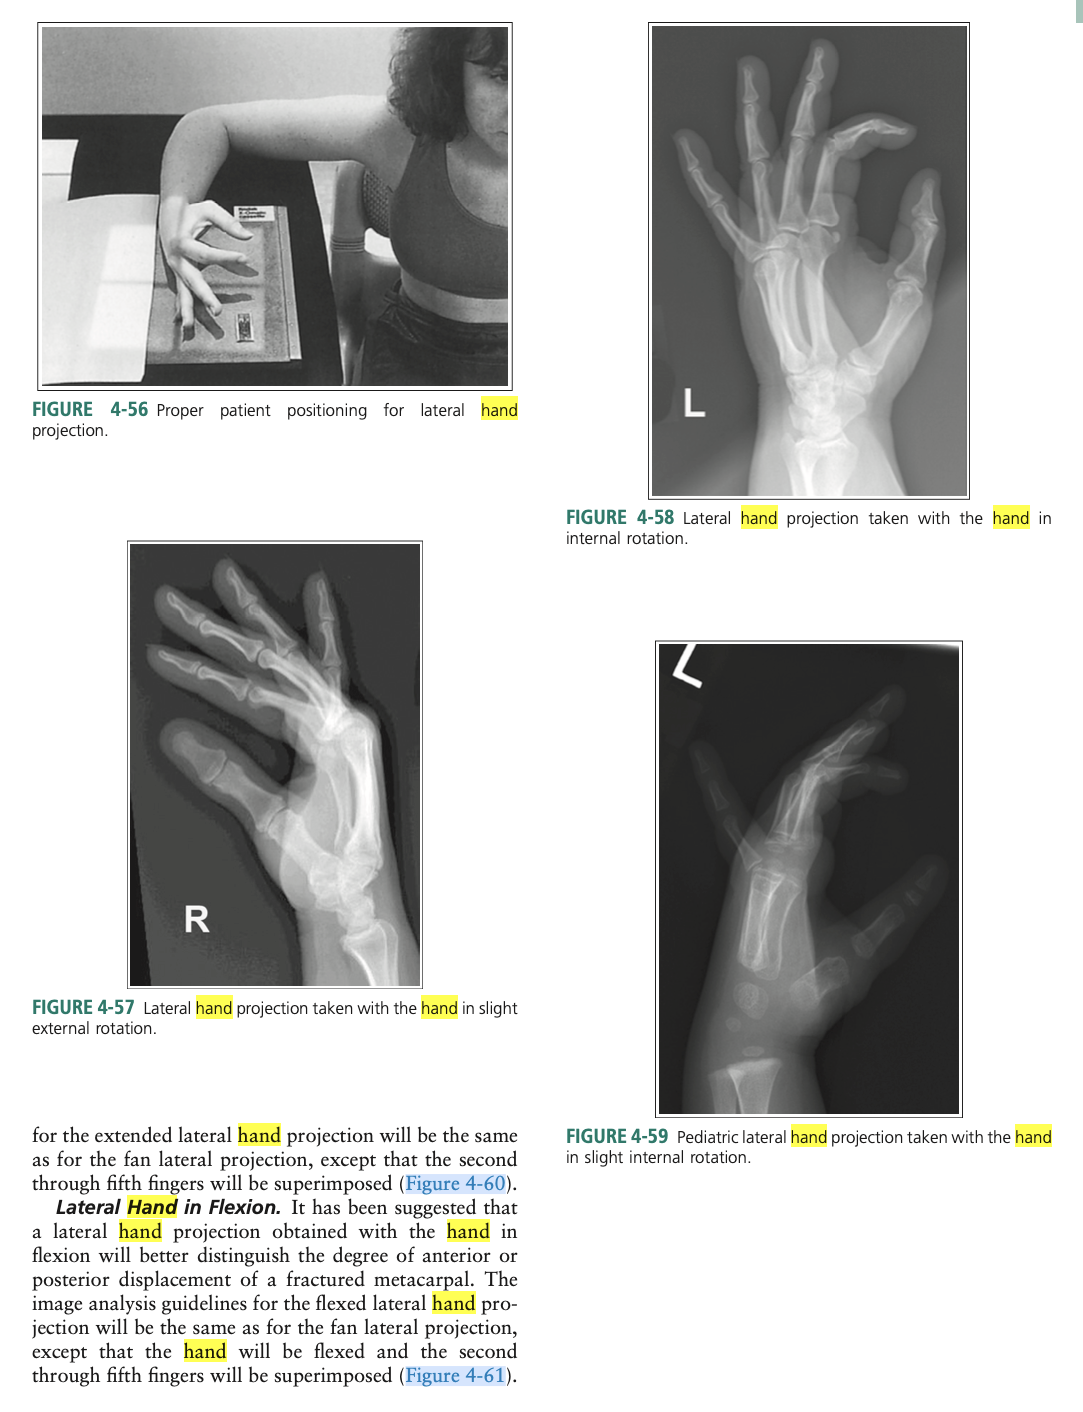 FIGURE 4-56 Proper patient positioning for lateral hand
projection.
R
FIGURE 4-57 Lateral hand projection taken with the hand in slight
external rotation.
for the extended lateral hand projection will be the same
as for the fan lateral projection, except that the second
through fifth fingers will be superimposed (Figure 4-60).
Lateral Hand in Flexion. It has been suggested that
a lateral hand projection obtained with the hand in
flexion will better distinguish the degree of anterior or
posterior displacement of a fractured metacarpal. The
image analysis guidelines for the flexed lateral hand pro-
jection will be the same as for the fan lateral projection,
except that the hand will be flexed and the second
through fifth fingers will be superimposed (Figure 4-61).
L
FIGURE 4-58 Lateral hand projection taken with the hand in
internal rotation.
L
FIGURE 4-59 Pediatric lateral hand projection taken with the hand
in slight internal rotation.